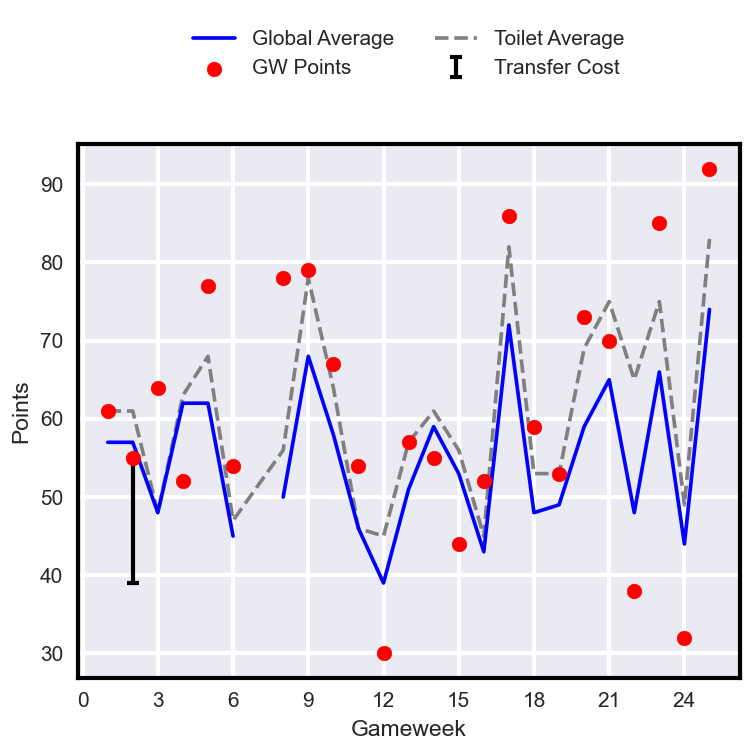 Global Average
Toilet Average
GW Points
Transfer Cost
90
80
70
60
50
40
30
Points
0 3 6 9 12 15 18 21 24
Gameweek